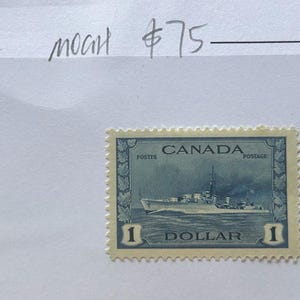 MOGH $75
CANADA
POSTES POSTAGE
1 DOLLAR 1